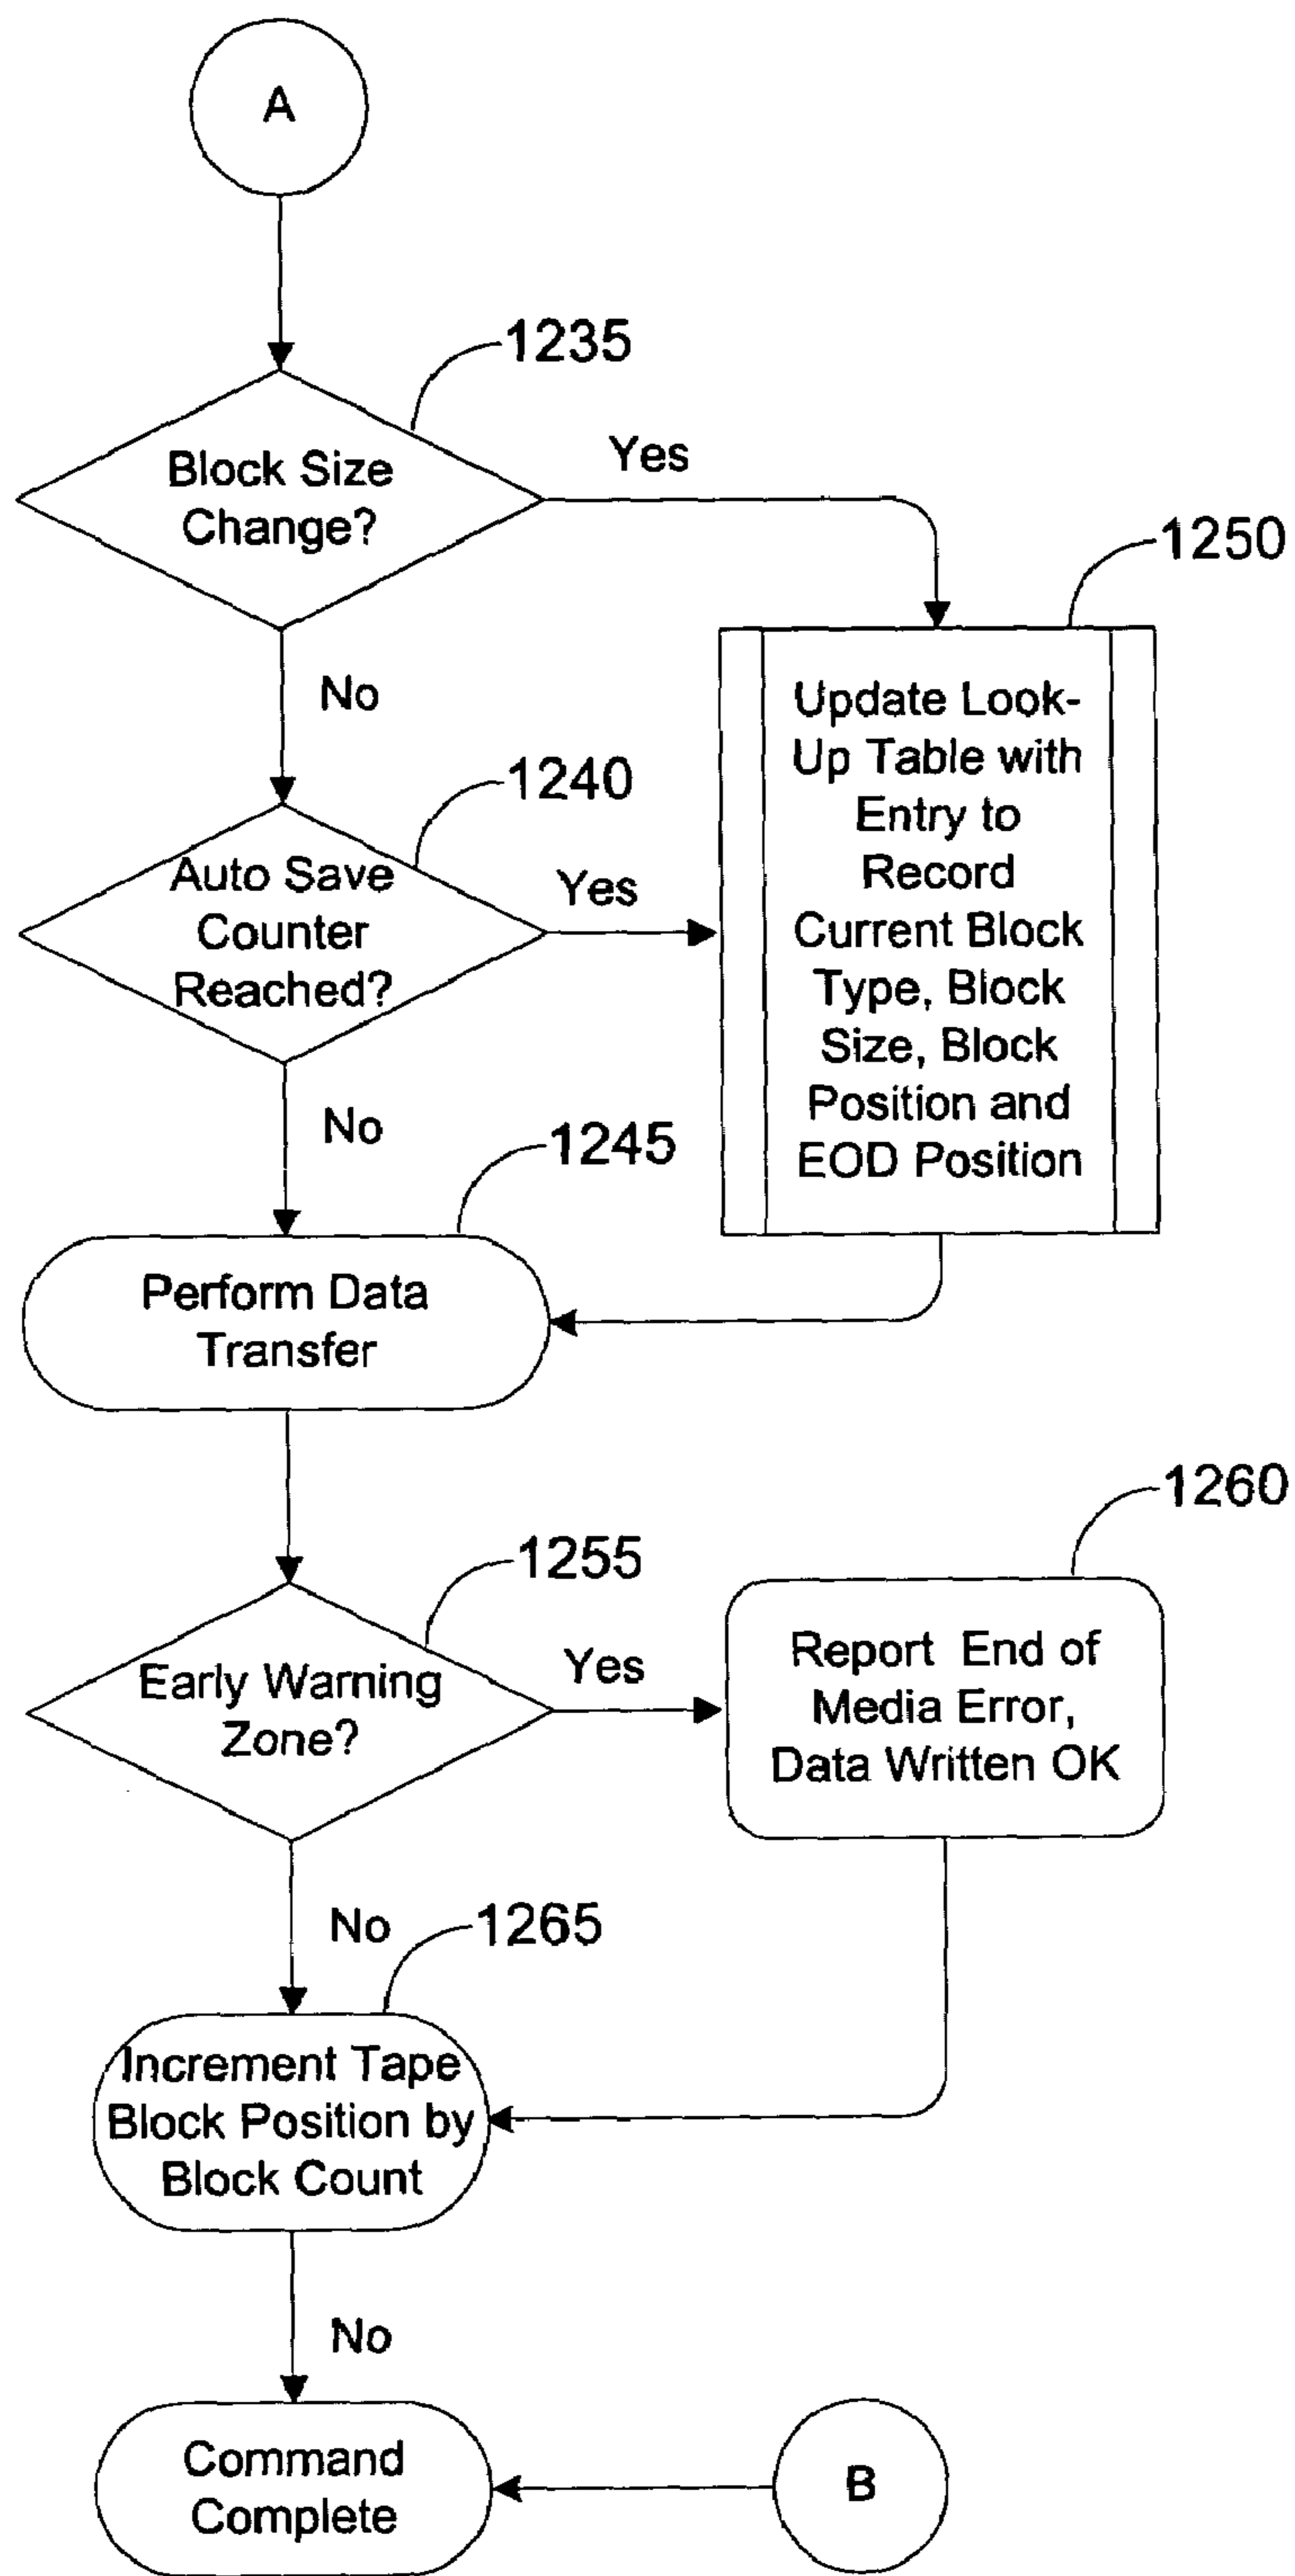 A
1235
Block Size
Change?
Yes
1250
No
Update Look-
Up Table with
Entry to
Record
Current Block
Type, Block
Size, Block
Position and
EOD Position
1240
Auto Save
Counter
Reached?
Yes
No
1245
Perform Data
Transfer
1260
1255
Early Warning
Zone?
Yes
Report End of
Media Error,
Data Written OK
No
1265
Increment Tape
Block Position by
Block Count
No
Command
Complete
B